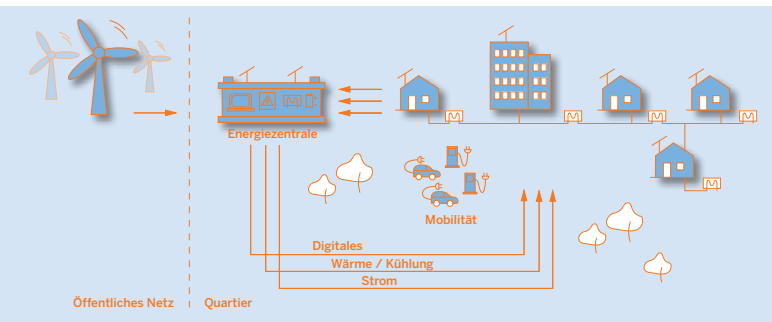 Energiezentrale
Mobilität
Digitales
Wärme / Kühlung
Strom
Öffentliches Netz
Quartier